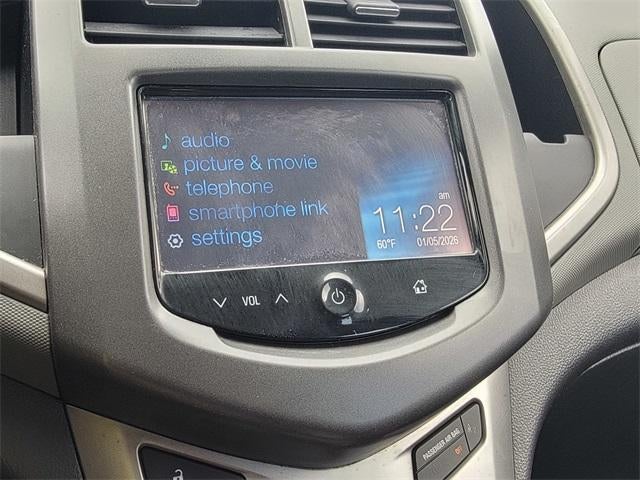 audio
picture & movie
telephone
smartphone link
settings
am
11:22
60°F 01/05/2026
VOL
PASSENGER AIR BAG